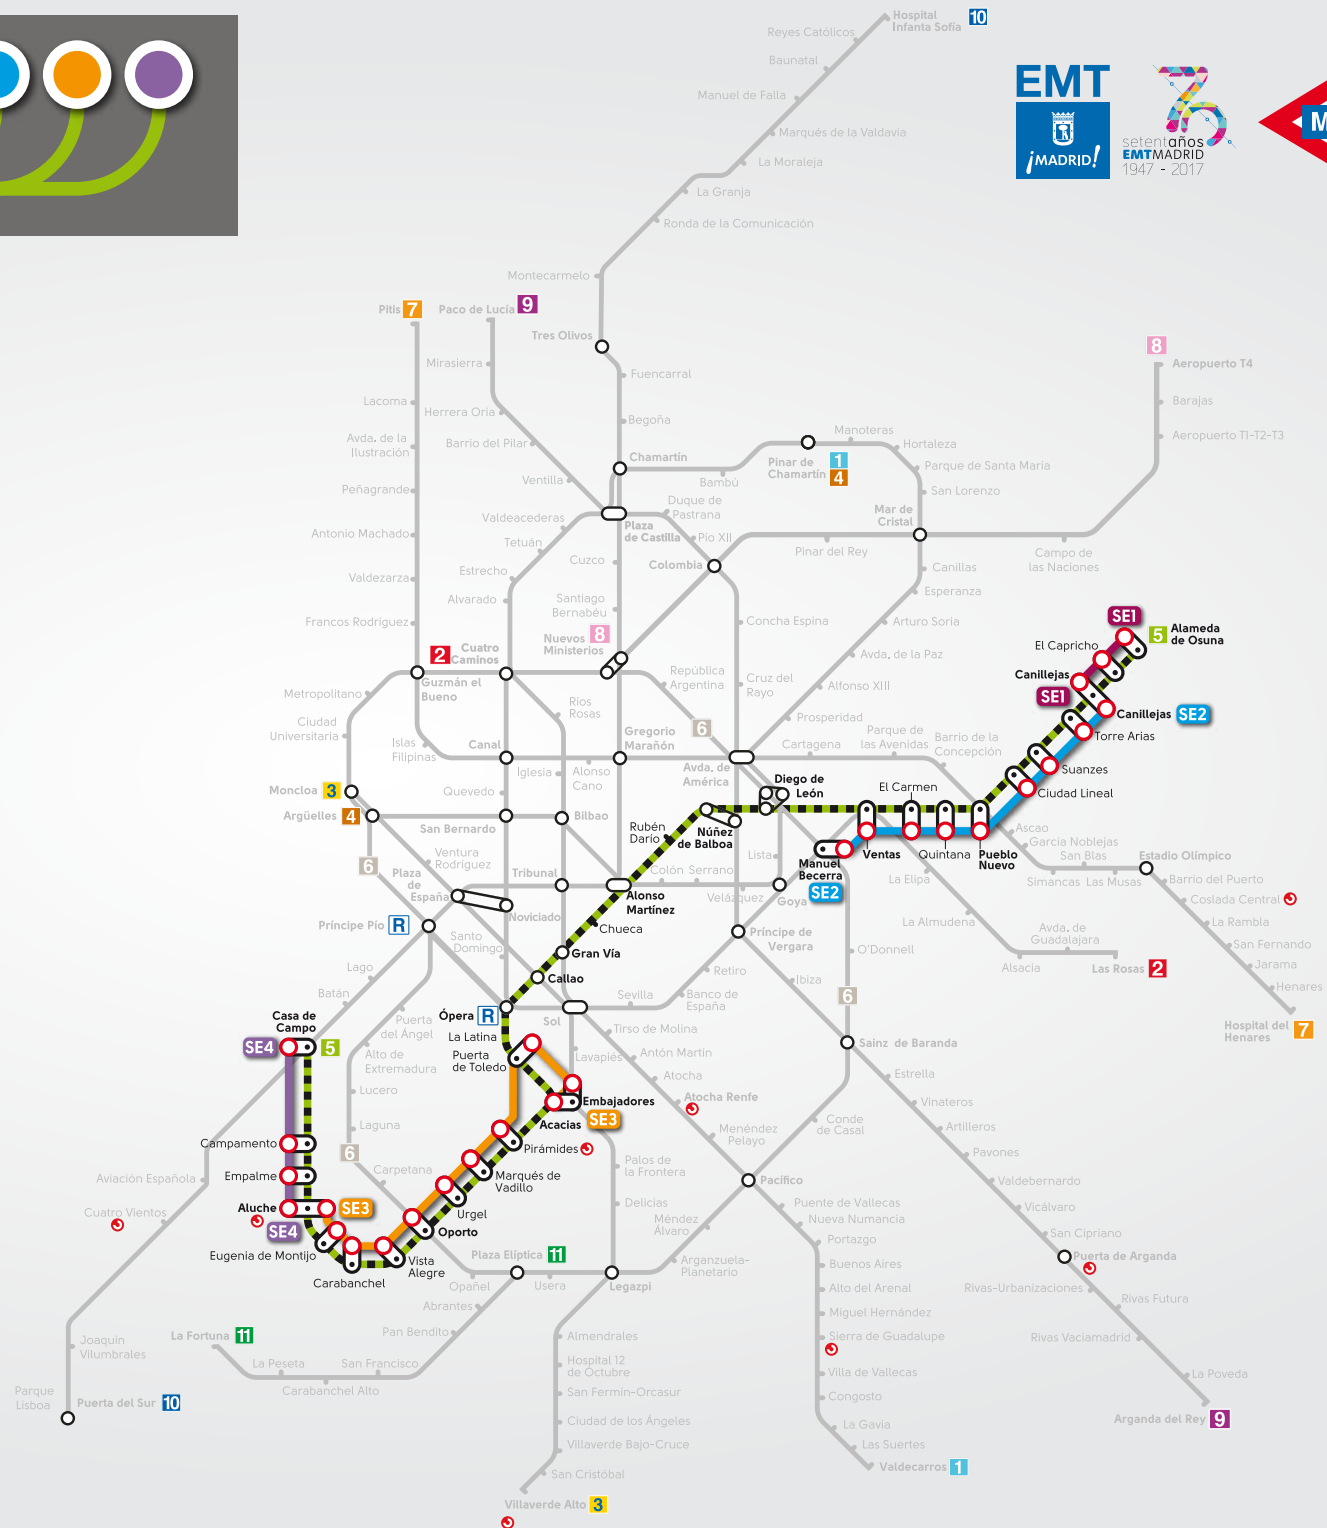 Hospital
Infanta Sofía
10
Reyes Católicos
Baunatal
Manuel de Falla
Marqués de la Valdavia
La Moraleja
La Granja
Ronda de la Comunicación
EMT
¡MADRID!
setentaños
EMTMADRID
1947 - 2017
M
Montecarmelo
Pitis 7
Paco de Lucía 9
Tres Olivos
Mirasierra
Fuencarral
8
Aeropuerto T4
Lacoma
Herrera Oria
Begoña
Barajas
Avda. de la
Ilustración
Barrio del Pilar
Manoteras
Hortaleza
Aeropuerto T1-T2-T3
Chamartín
Pinar de
Chamartín
1
4
Parque de Santa María
Peñagrande
Ventilla
Bambú
San Lorenzo
Duque de
Pastrana
Mar de
Cristal
Valdeacederas
Plaza
de Castilla
Antonio Machado
Tetuán
Pío XII
Pinar del Rey
Campo de
las Naciones
Cuzco
Colombia
Canillas
Estrecho
Valdezarza
Esperanza
Alvarado
Santiago
Bernabéu
Francos Rodríguez
Concha Espina
Arturo Soria
SE1
5
Alameda
de Osuna
El Capricho
Nuevos
Ministerios
8
2
Cuatro
Caminos
Avda. de la Paz
Guzmán el
Bueno
República
Argentina
Cruz del
Rayo
Alfonso XIII
Canillejas
SE1
Metropolitano
Ríos
Rosas
Prosperidad
Canillejas SE2
Ciudad
Universitaria
6
Torre Arias
Islas
Filipinas
Canal
Gregorio
Marañón
Cartagena
Parque de
las Avenidas
Barrio de la
Concepción
Avda. de
América
Suanzes
Iglesia
Alonso
Cano
Diego de
León
El Carmen
Moncloa 3
Quevedo
Ciudad Lineal
Argüelles 4
San Bernardo
Bilbao
Rubén
Darío
Núñez
de Balboa
Ascao
García Noblejas
San Blas
Estadio Olímpico
Ventura
Rodríguez
6
Lista
Manuel
Becerra
SE2
Ventas
Quintana
Pueblo
Nuevo
Plaza
de
España
Tribunal
Colón
Serrano
La Elipa
Simancas
Las Musas
Barrio del Puerto
Velázquez
Goya
Coslada Central
Alonso
Martínez
Noviciado
La Almudena
La Rambla
Príncipe Pío R
Chueca
Príncipe de
Vergara
Avda. de
Guadalajara
San Fernando
Santo
Domingo
Gran Vía
O'Donnell
Lago
Callao
Retiro
Ibiza
Alsacia
Las Rosas 2
Jarama
Batán
Sevilla
Banco de
España
6
Henares
Casa de
Campo
Ópera R
Sol
Puerta
del Ángel
La Latina
Tirso de Molina
Hospital del
Henares
7
SE4
5
Puerta
de Toledo
Lavapiés
Antón Martín
Sainz de Baranda
Alto de
Extremadura
Atocha
Estrella
Lucero
Atocha Renfe
Embajadores
SE3
Vinateros
Laguna
Acacias
Menéndez
Pelayo
Conde
de Casal
Artilleros
Campamento
Pirámides
6
Pavones
Carpetana
Palos de
la Frontera
Aviación Española
Empalme
Marqués de
Vadillo
Pacífico
Valdebernardo
Cuatro Vientos
Aluche
SE3
Urgel
Delicias
Puente de Vallecas
Vicálvaro
SE4
Oporto
Méndez
Álvaro
Nueva Numancia
San Cipriano
Eugenia de Montijo
Vista
Alegre
Plaza Elíptica 11
Portazgo
Puerta de Arganda
Carabanchel
Opañel
Usera
Legazpi
Arganzuela-
Planetario
Buenos Aires
Rivas-Urbanizaciones
Alto del Arenal
Rivas Futura
Abrantes
Miguel Hernández
La Fortuna 11
Pan Bendito
Almendrales
Sierra de Guadalupe
Rivas Vaciamadrid
Joaquín
Vilumbrales
La Peseta
San Francisco
Hospital 12
de Octubre
Villa de Vallecas
La Poveda
Parque
Lisboa
Puerta del Sur 10
Carabanchel Alto
San Fermín-Orcasur
Congosto
Arganda del Rey 9
Ciudad de los Ángeles
La Gavia
Villaverde Bajo-Cruce
Las Suertes
San Cristóbal
Valdecarros 1
Villaverde Alto 3